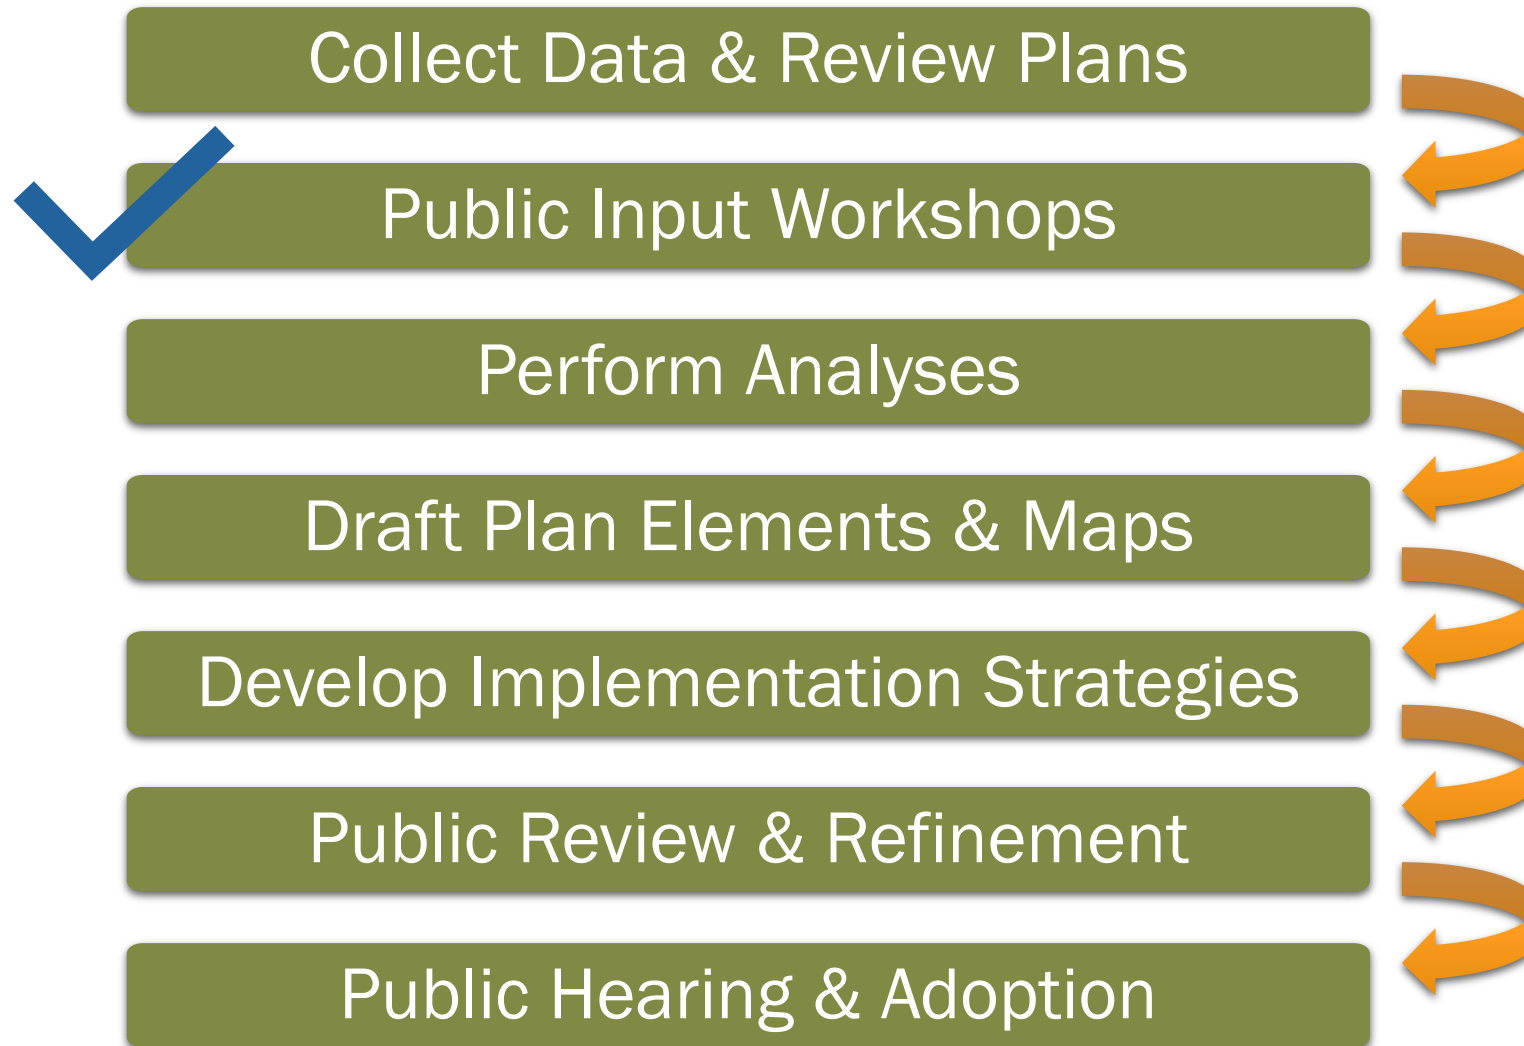 Collect Data & Review Plans
Public Input Workshops
Perform Analyses
Draft Plan Elements & Maps
Develop Implementation Strategies
Public Review & Refinement
Public Hearing & Adoption